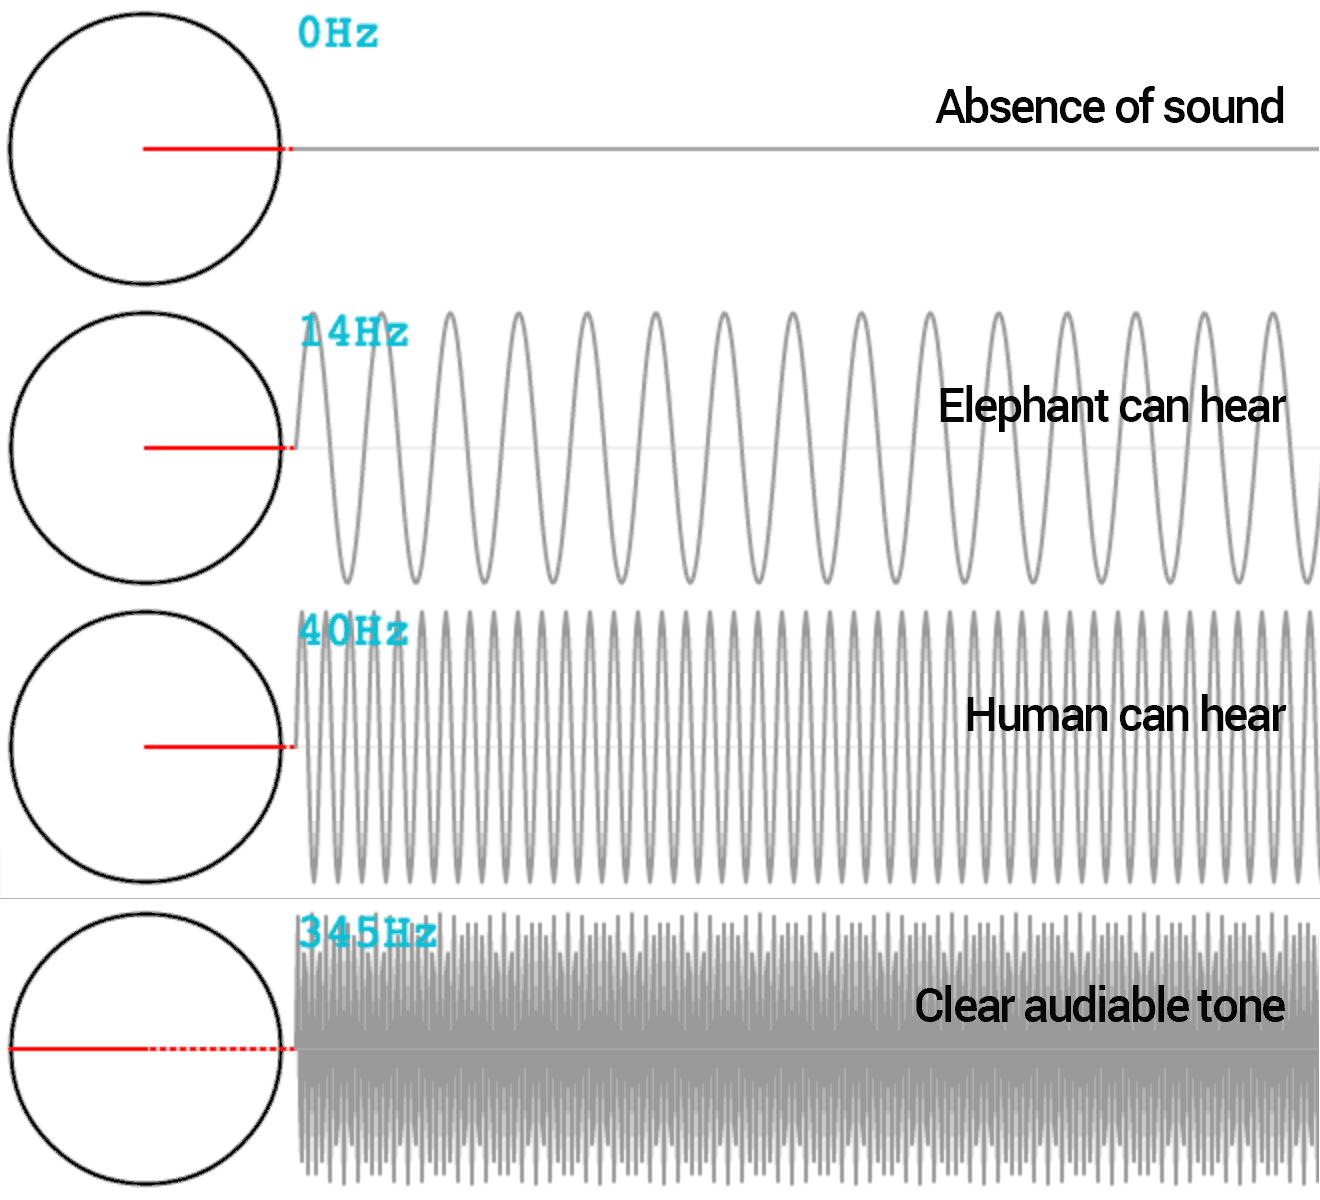 0Hz
Absence of sound
14Hz
Elephant can hear
40Hz
Human can hear
345Hz
Clear audiable tone